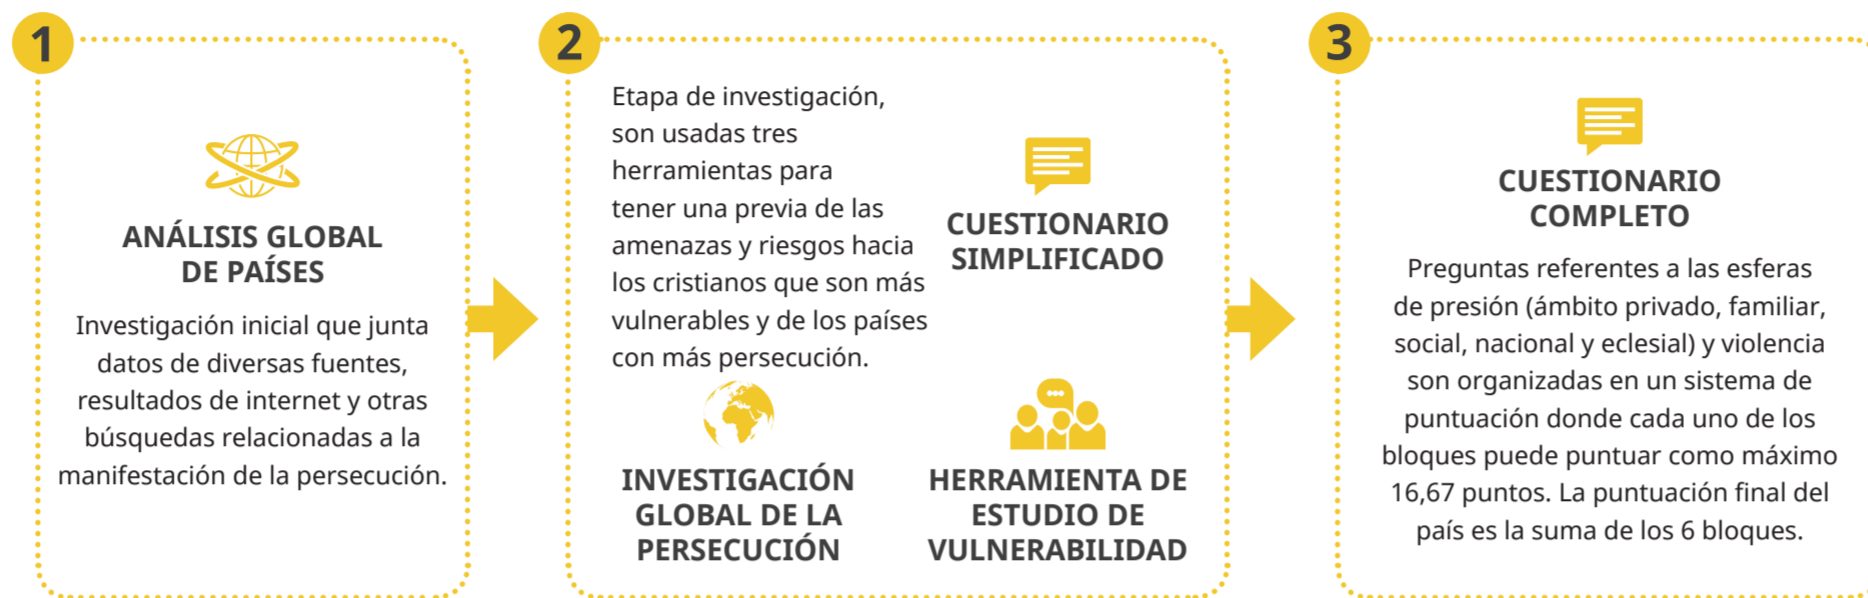 1
ANÁLISIS GLOBAL
DE PAÍSES
Investigación inicial que junta
datos de diversas fuentes,
resultados de internet y otras
búsquedas relacionadas a la
manifestación de la persecución.
2
Etapa de investigación,
son usadas tres
herramientas para
tener una previa de las
amenazas y riesgos hacia
los cristianos que son más
vulnerables y de los países
con más persecución.
CUESTIONARIO
SIMPLIFICADO
INVESTIGACIÓN
GLOBAL DE LA
PERSECUCIÓN
HERRAMIENTA DE
ESTUDIO DE
VULNERABILIDAD
3
CUESTIONARIO
COMPLETO
Preguntas referentes a las esferas
de presión (ámbito privado, familiar,
social, nacional y eclesial) y violencia
son organizadas en un sistema de
puntuación donde cada uno de los
bloques puede puntuar como máximo
16,67 puntos. La puntuación final del
país es la suma de los 6 bloques.